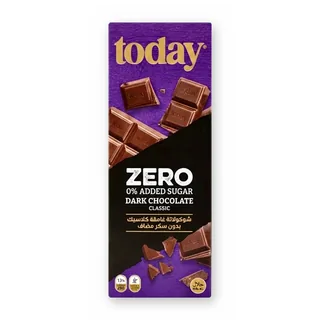 today
ZERO
0% ADDED SUGAR
DARK CHOCOLATE
CLASSIC
شوكولاتة غامقة كلاسيك
بدون سكر مضاف